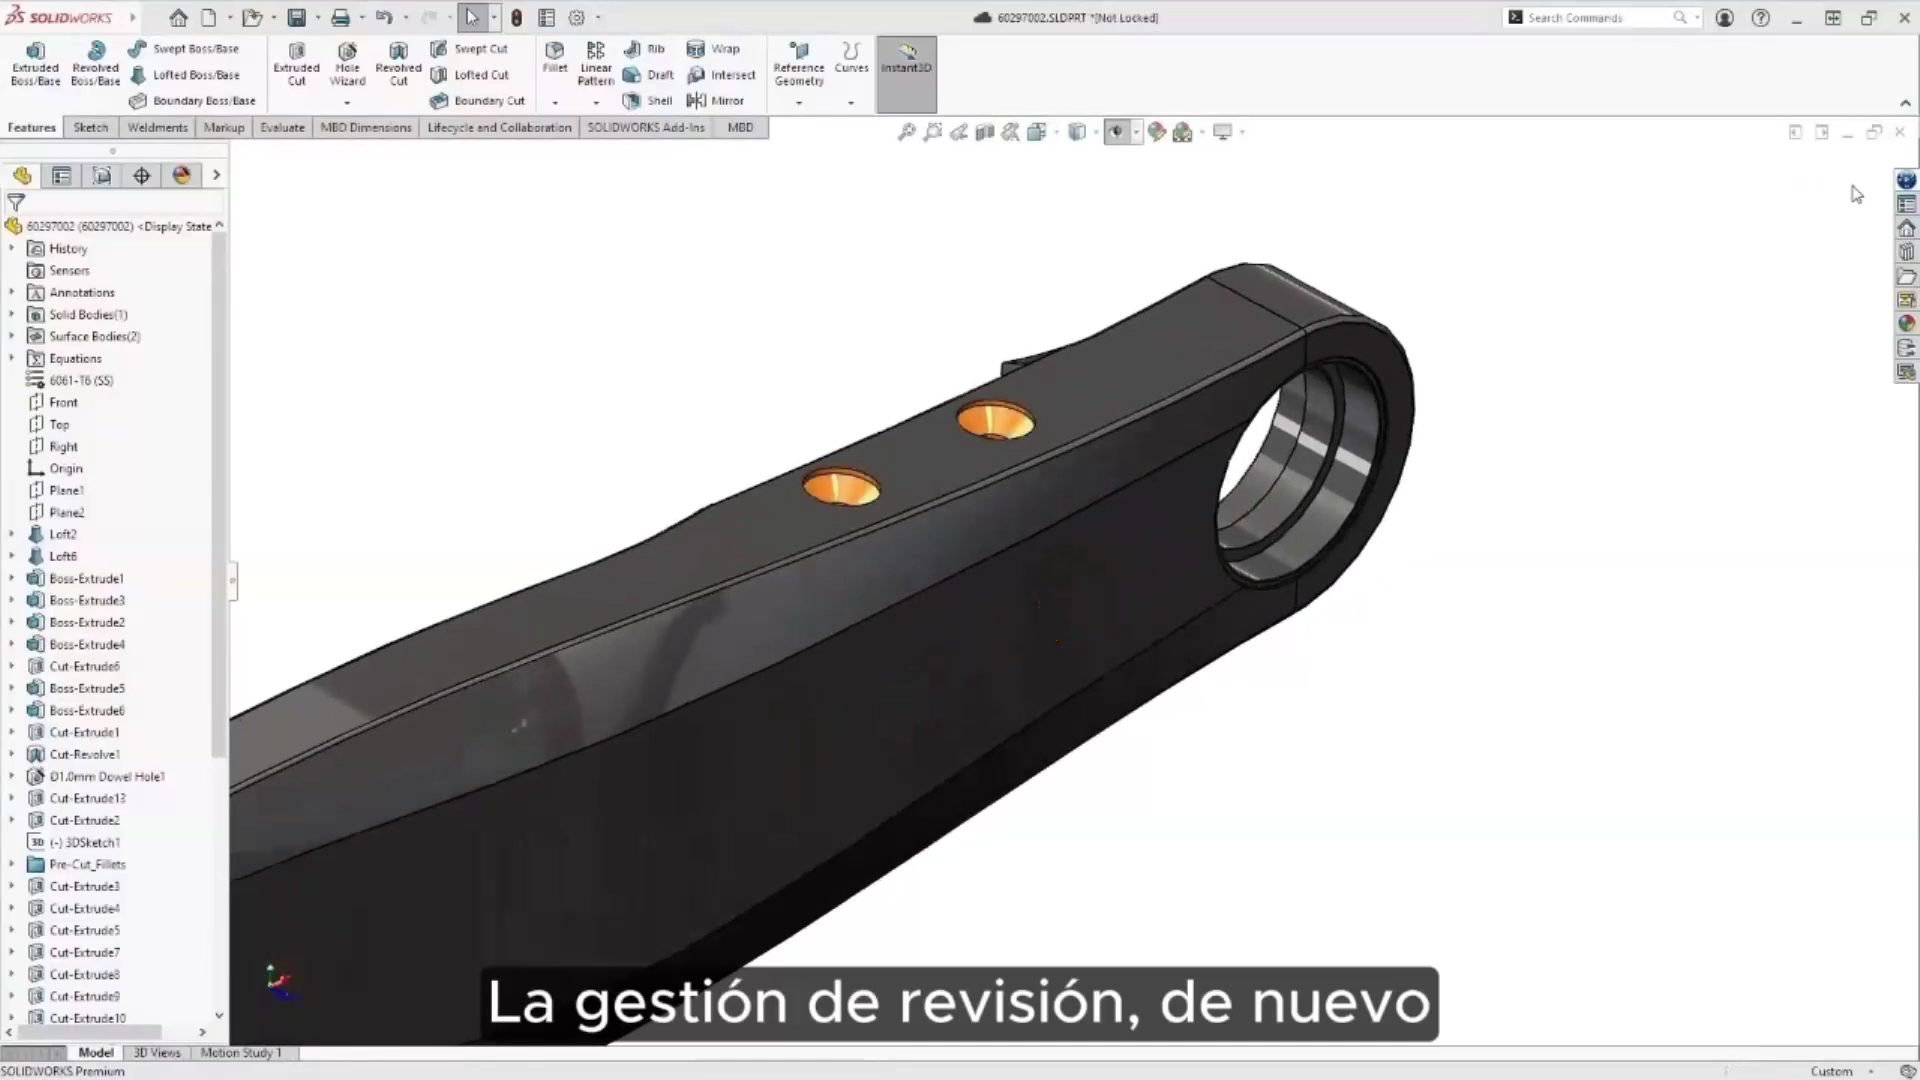 SOLIDWORKS
60297002.SLDPRT *[Not Locked]
Search Commands
Extruded Boss/Base
Revolved Boss/Base
Swept Boss/Base
Lofted Boss/Base
Boundary Boss/Base
Extruded Cut
Hole Wizard
Revolved Cut
Swept Cut
Lofted Cut
Boundary Cut
Fillet
Linear Pattern
Rib
Draft
Shell
Wrap
Intersect
Mirror
Reference Geometry
Curves
Instant3D
Features
Sketch
Weldments
Markup
Evaluate
MBD Dimensions
Lifecycle and Collaboration
SOLIDWORKS Add-Ins
MBD
60297002 (60297002) <Display State
History
Sensors
Annotations
Solid Bodies(1)
Surface Bodies(2)
Equations
6061-T6 (SS)
Front
Top
Right
Origin
Plane1
Plane2
Loft2
Loft6
Boss-Extrude1
Boss-Extrude3
Boss-Extrude2
Boss-Extrude4
Cut-Extrude6
Boss-Extrude5
Boss-Extrude6
Cut-Extrude1
Cut-Revolve1
Ø1.0mm Dowel Hole1
Cut-Extrude13
Cut-Extrude2
3D (-) 3DSketch1
Pre-Cut_Fillets
Cut-Extrude3
Cut-Extrude4
Cut-Extrude5
Cut-Extrude7
Cut-Extrude8
Cut-Extrude9
Cut-Extrude10
La gestión de revisión, de nuevo
Model
3D Views
Motion Study 1
SOLIDWORKS Premium
Custom